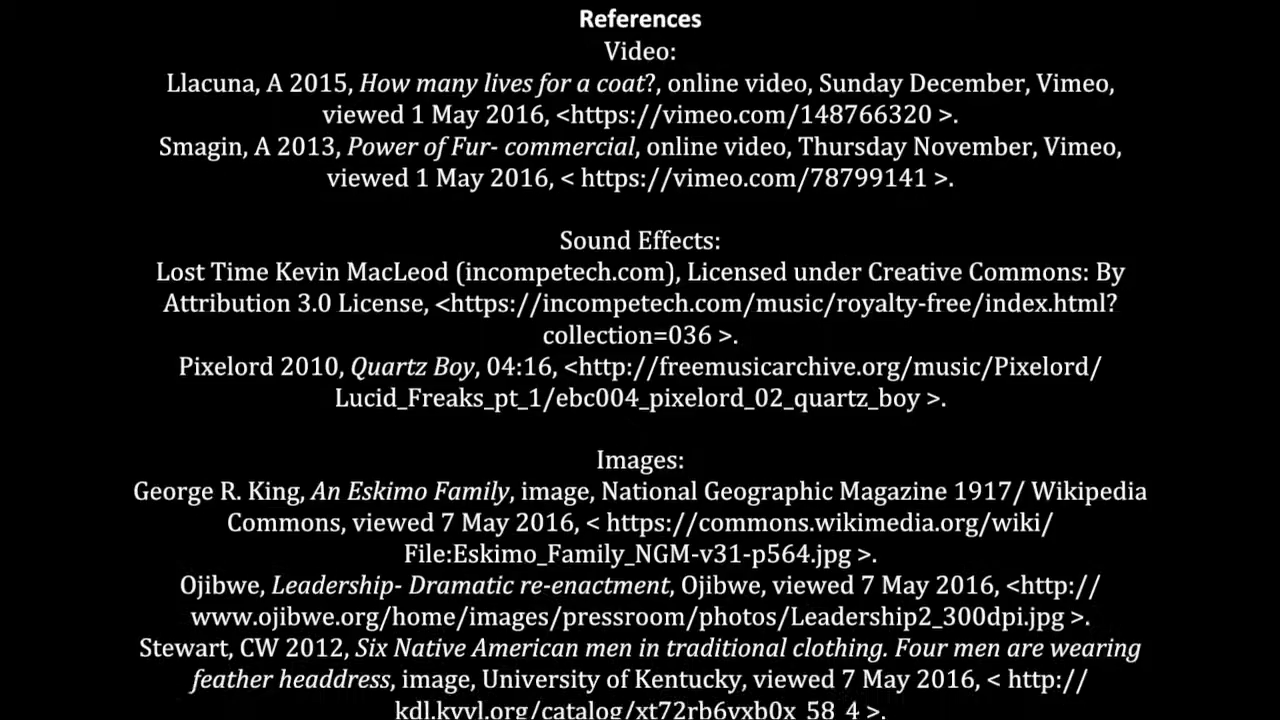 References
Video:
Llacuna, A 2015, How many lives for a coat?, online video, Sunday December, Vimeo,
viewed 1 May 2016, <https://vimeo.com/148766320 >.
Smagin, A 2013, Power of Fur- commercial, online video, Thursday November, Vimeo,
viewed 1 May 2016, < https://vimeo.com/78799141 >.
Sound Effects:
Lost Time Kevin MacLeod (incompetech.com), Licensed under Creative Commons: By
Attribution 3.0 License, <https://incompetech.com/music/royalty-free/index.html?
collection=036 >.
Pixelord 2010, Quartz Boy, 04:16, <http://freemusicarchive.org/music/Pixelord/
Lucid_Freaks_pt_1/ebc004_pixelord_02_quartz_boy >.
Images:
George R. King, An Eskimo Family, image, National Geographic Magazine 1917/ Wikipedia
Commons, viewed 7 May 2016, < https://commons.wikimedia.org/wiki/
File:Eskimo_Family_NGM-v31-p564.jpg >.
Ojibwe, Leadership- Dramatic re-enactment, Ojibwe, viewed 7 May 2016, <http://
www.ojibwe.org/home/images/pressroom/photos/Leadership2_300dpi.jpg >.
Stewart, CW 2012, Six Native American men in traditional clothing. Four men are wearing
feather headdress, image, University of Kentucky, viewed 7 May 2016, < http://
kdl.kyvl.org/catalog/xt72rb6vxb0x_58_4 >.